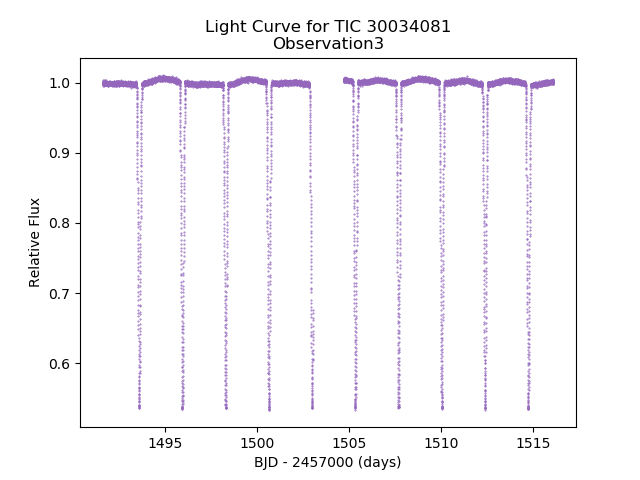 Light Curve for TIC 30034081
Observation3
Relative Flux
1.0
0.9
0.8
0.7
0.6
1495 1500 1505 1510 1515
BJD - 2457000 (days)